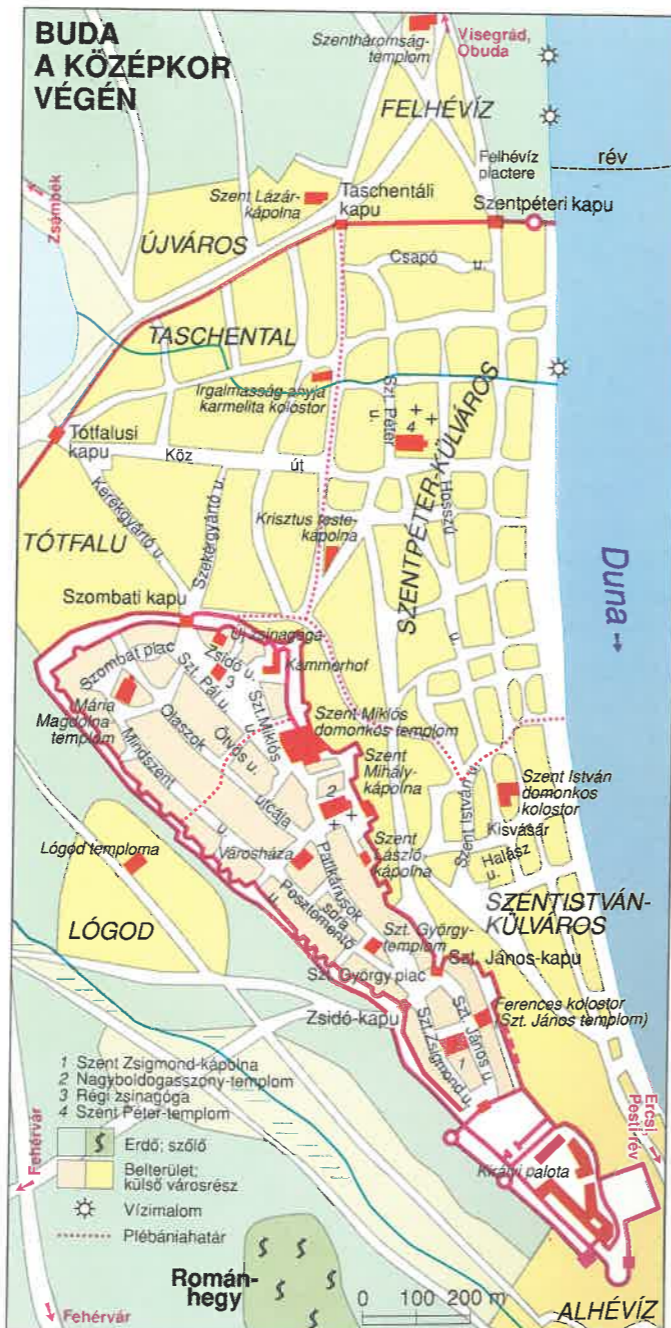 BUDA
A KÖZÉPKOR
VÉGÉN
Szentháromság-
templom
Visegrád,
Óbuda
FELHÉVÍZ
Felhévíz
piactere
rév
Zsámbék
Szent Lázár-
kápolna
Taschentáli
kapu
Szentpéteri kapu
ÚJVÁROS
Csapó u.
TASCHENTAL
Irgalmasság anyja
karmelita kolostor
Szt. Péter
u.
4
SZENTPÉTER-KÜLVÁROS
Tótfalusi
kapu
Köz út
Kerékgyártó u.
Szekérgyártó u.
Hosszú
u.
Krisztus teste-
kápolna
TÓTFALU
Duna →
Szombati kapu
Új zsinagóga
Zsidó u.
3
Kammerhof
Szombat piac
Szt. Pál u.
Szt. Miklós
u.
Mária
Magdolna-
templom
Olaszok
utcája
Ötvös u.
Mindszent
u.
Szent Miklós
domonkos templom
Szent
Mihály-
kápolna
2
Szent István u.
Szent István
domonkos
kolostor
Kisvásár
Halász
u.
Szent
László-
kápolna
Városháza
Patikáriusok
sora
Posztómentő
u.
Lógod temploma
LÓGOD
SZENTISTVÁN-
KÜLVÁROS
Szt. György-
templom
Szt. János-kapu
Szt. György piac
Zsidó-kapu
Szt. Zsigmond u.
1
Szt. János u.
Ferences kolostor
(Szt. János templom)
1 Szent Zsigmond-kápolna
2 Nagyboldogasszony-templom
3 Régi zsinagóga
4 Szent Péter-templom
Erdő; szőlő
Belterület;
külső városrész
Vízimalom
Plébániahatár
Fehérvár
Ercsi,
Pesti-rév
Királyi palota
Román-
hegy
0 100 200 m
ALHÉVÍZ
Fehérvár